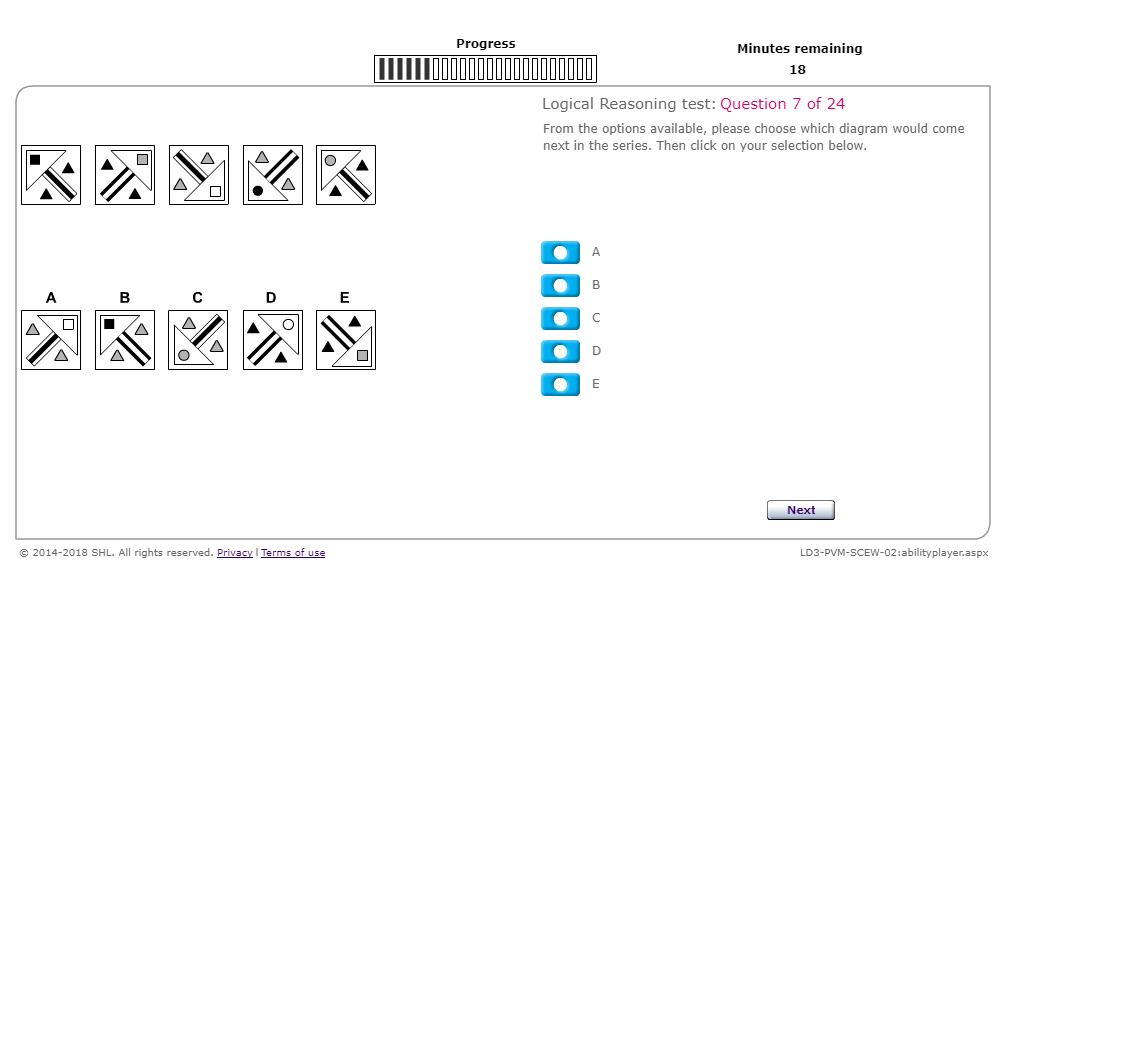 Progress
Minutes remaining
18
Logical Reasoning test: Question 7 of 24
From the options available, please choose which diagram would come
next in the series. Then click on your selection below.
A
B
C
D
E
A B C D E
Next
© 2014-2018 SHL. All rights reserved. Privacy | Terms of use
LD3-PVM-SCEW-02:abilityplayer.aspx